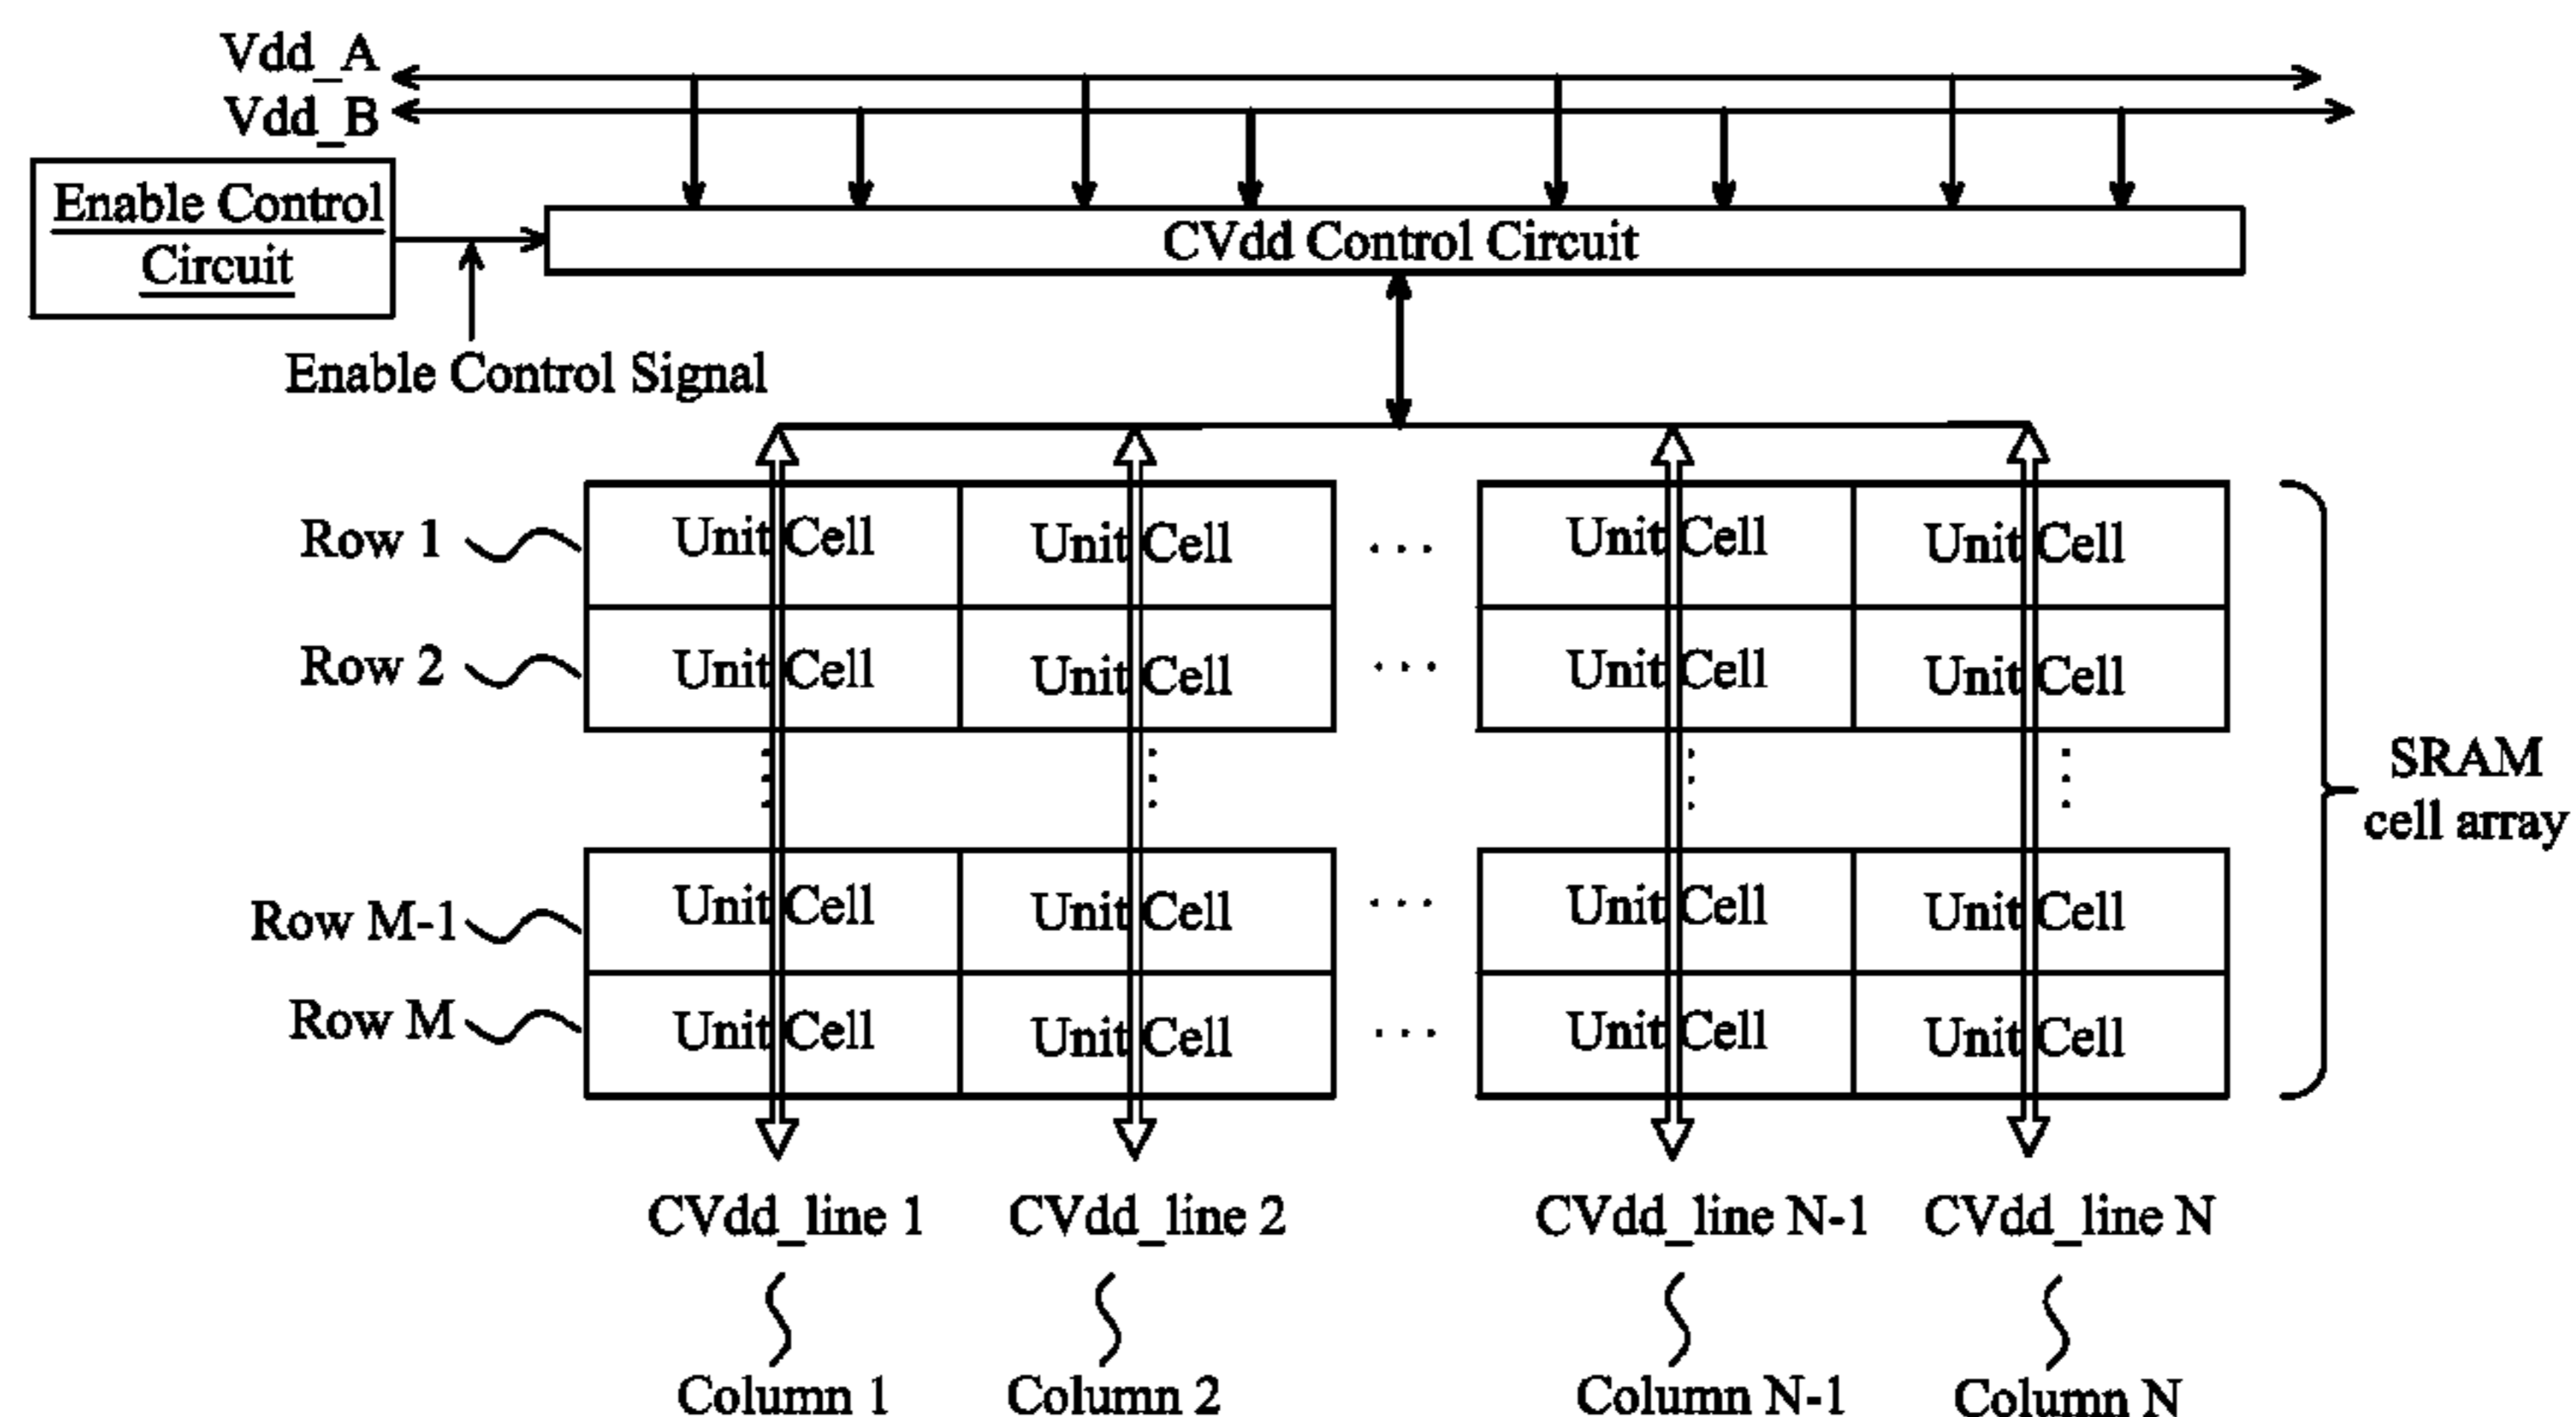 Vdd_A
Vdd_B
Enable Control
Circuit
CVdd Control Circuit
Enable Control Signal
Row 1
Unit Cell
Unit Cell
...
Unit Cell
Unit Cell
Row 2
Unit Cell
Unit Cell
...
Unit Cell
Unit Cell
SRAM
cell array
Row M-1
Unit Cell
Unit Cell
...
Unit Cell
Unit Cell
Row M
Unit Cell
Unit Cell
...
Unit Cell
Unit Cell
CVdd_line 1
CVdd_line 2
CVdd_line N-1
CVdd_line N
Column 1
Column 2
Column N-1
Column N